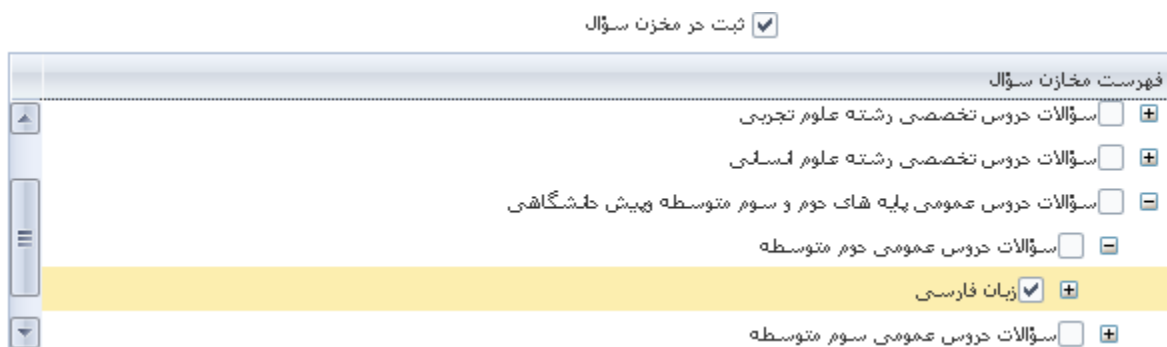 ثبت در مخزن سؤال
فهرست مخازن سؤال
سؤالات دروس تخصصی رشته علوم تجربی
سؤالات دروس تخصصی رشته علوم انسانی
سؤالات دروس عمومی پایه های دوم و سوم متوسطه وپیش دانشگاهی
سؤالات دروس عمومی دوم متوسطه
زبان فارسی
سؤالات دروس عمومی سوم متوسطه